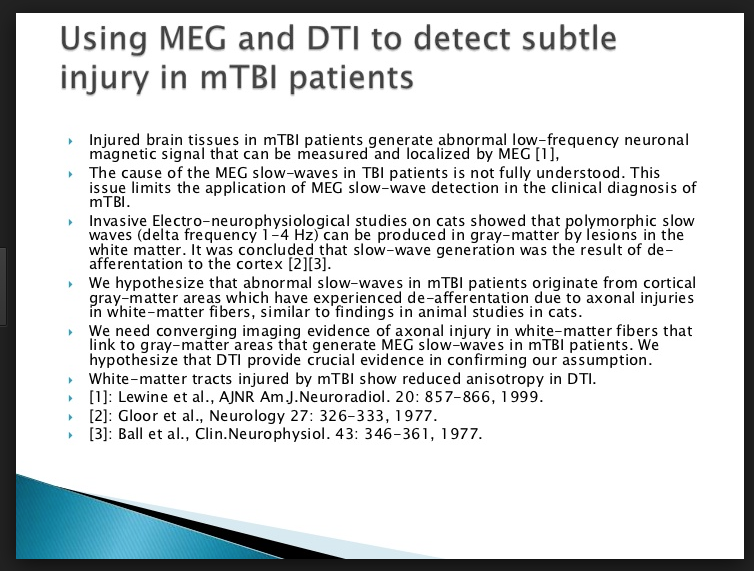 Using MEG and DTI to detect subtle
injury in mTBI patients
Injured brain tissues in mTBI patients generate abnormal low-frequency neuronal
magnetic signal that can be measured and localized by MEG [1],
The cause of the MEG slow-waves in TBI patients is not fully understood. This
issue limits the application of MEG slow-wave detection in the clinical diagnosis of
mTBI.
Invasive Electro-neurophysiological studies on cats showed that polymorphic slow
waves (delta frequency 1-4 Hz) can be produced in gray-matter by lesions in the
white matter. It was concluded that slow-wave generation was the result of de-
afferentation to the cortex [2][3].
We hypothesize that abnormal slow-waves in mTBI patients originate from cortical
gray-matter areas which have experienced de-afferentation due to axonal injuries
in white-matter fibers, similar to findings in animal studies in cats.
We need converging imaging evidence of axonal injury in white-matter fibers that
link to gray-matter areas that generate MEG slow-waves in mTBI patients. We
hypothesize that DTI provide crucial evidence in confirming our assumption.
White-matter tracts injured by mTBI show reduced anisotropy in DTI.
[1]: Lewine et al., AJNR Am.J.Neuroradiol. 20: 857-866, 1999.
[2]: Gloor et al., Neurology 27: 326-333, 1977.
[3]: Ball et al., Clin.Neurophysiol. 43: 346-361, 1977.